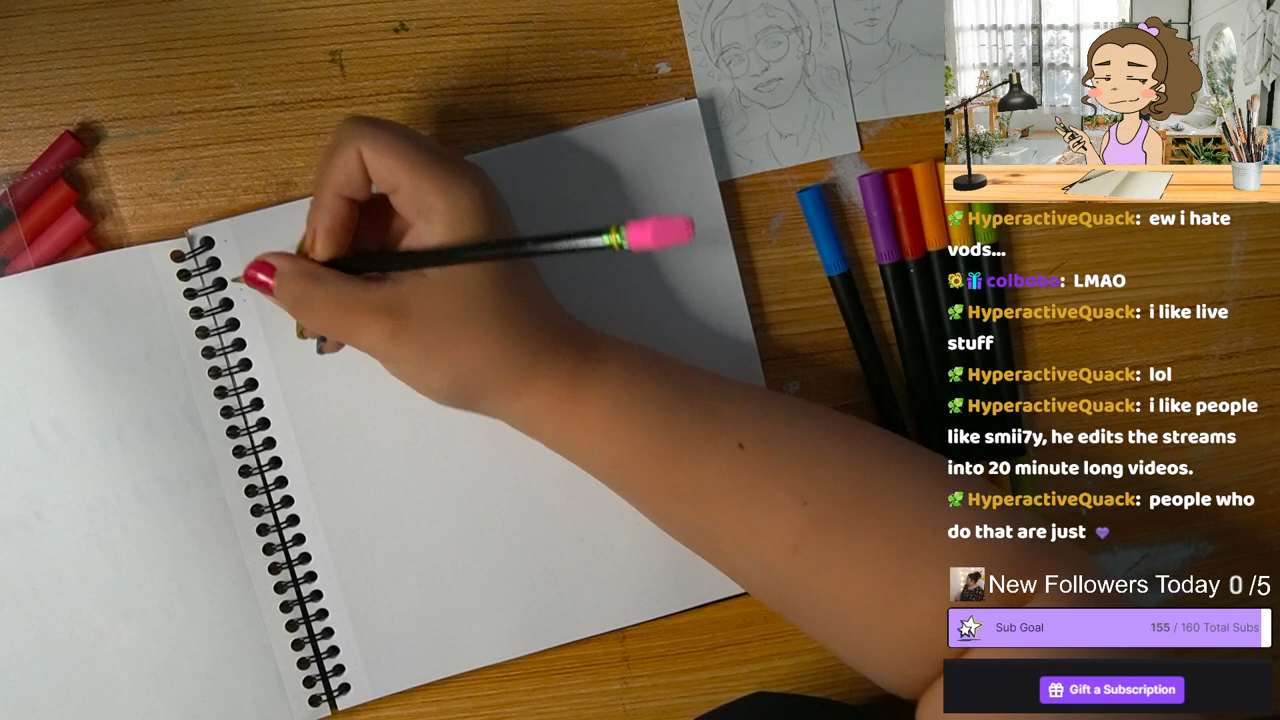 HyperactiveQuack: ew i hate
vods...
colbobo: LMAO
HyperactiveQuack: i like live
stuff
HyperactiveQuack: lol
HyperactiveQuack: i like people
like smii7y, he edits the streams
into 20 minute long videos.
HyperactiveQuack: people who
do that are just
New Followers Today 0 /5
Sub Goal 155 / 160 Total Subs
Gift a Subscription